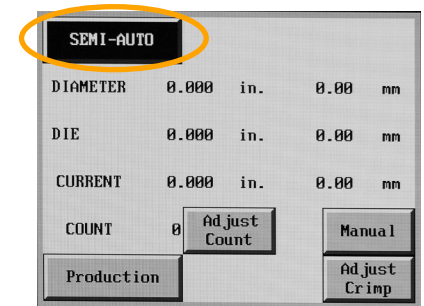 SEMI-AUTO
DIAMETER 0.000 in. 0.00 mm
DIE 0.000 in. 0.00 mm
CURRENT 0.000 in. 0.00 mm
COUNT 0 Adjust Count Manual
Production Adjust Crimp